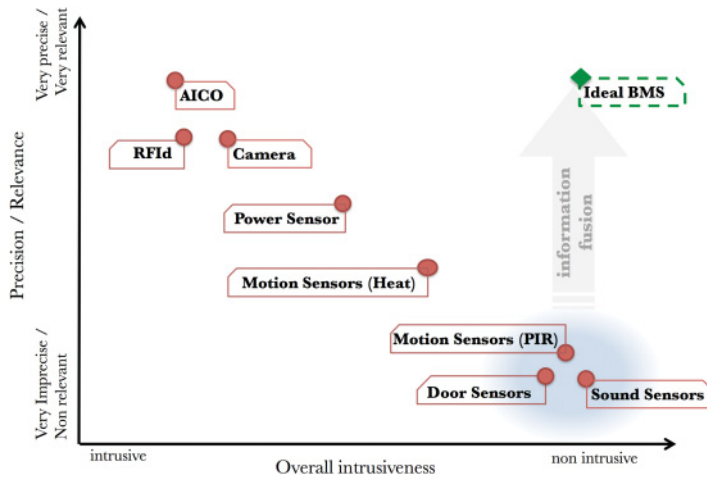 Very precise /
Very relevant
AICO
Ideal BMS
RFId
Camera
Precision / Relevance
information
fusion
Power Sensor
Motion Sensors (Heat)
Motion Sensors (PIR)
Very Imprecise /
Non relevant
Door Sensors
Sound Sensors
intrusive
Overall intrusiveness
non intrusive